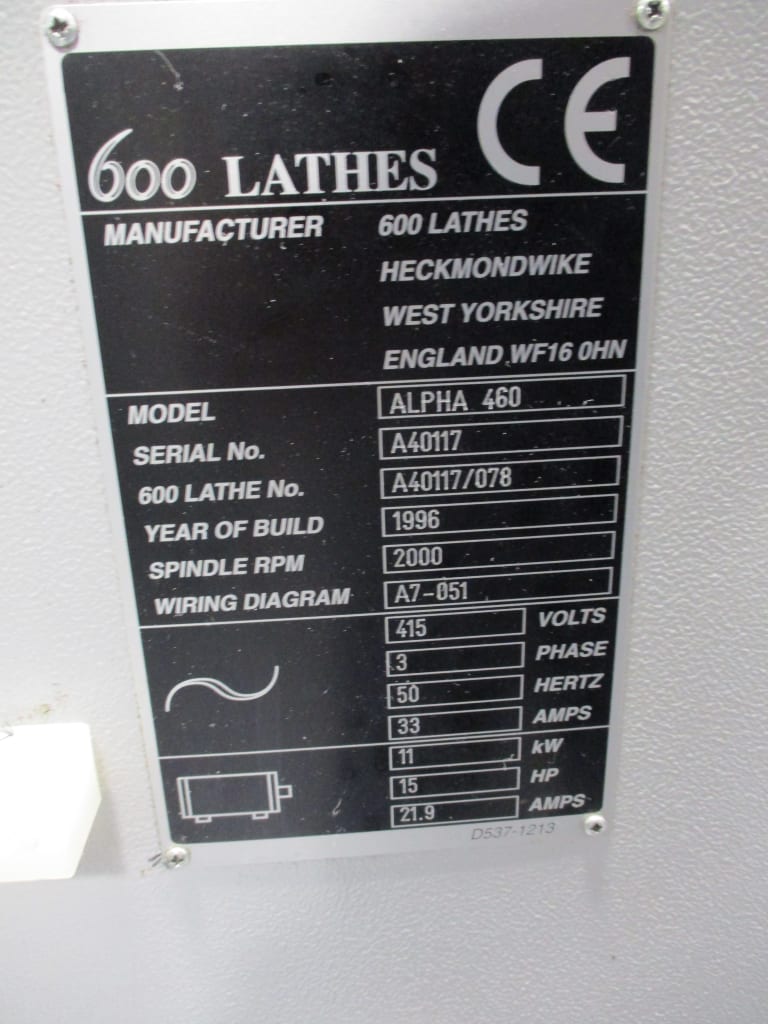 CE
600 LATHES
MANUFACTURER 600 LATHES
HECKMONDWIKE
WEST YORKSHIRE
ENGLAND WF16 0HN
MODEL ALPHA 460
SERIAL No. A40117
600 LATHE No. A40117/078
YEAR OF BUILD 1996
SPINDLE RPM 2000
WIRING DIAGRAM A7-051
415 VOLTS
3 PHASE
50 HERTZ
33 AMPS
11 kW
15 HP
21.9 AMPS
D537-1213